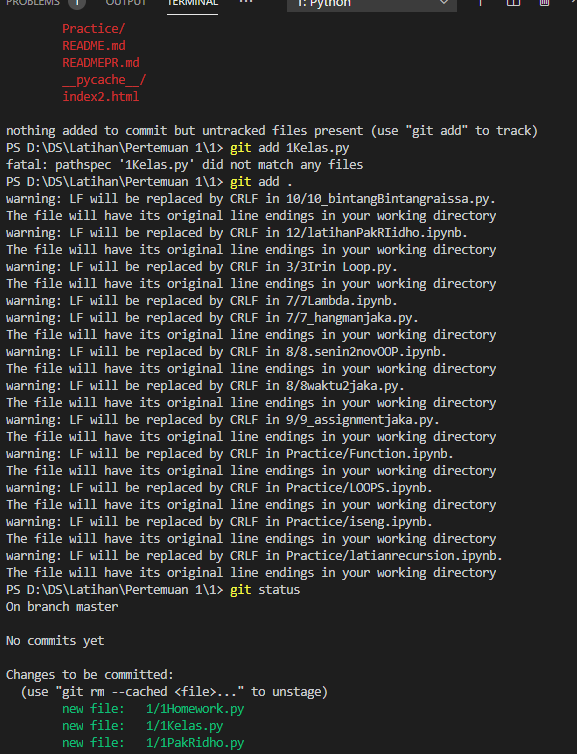 PROBLEMS 1 OUTPUT TERMINAL ... 1: Python
Practice/
README.md
READMEPR.md
__pycache__/
index2.html
nothing added to commit but untracked files present (use "git add" to track)
PS D:\DS\Latihan\Pertemuan 1\1> git add 1Kelas.py
fatal: pathspec '1Kelas.py' did not match any files
PS D:\DS\Latihan\Pertemuan 1\1> git add .
warning: LF will be replaced by CRLF in 10/10_bintangBintangraissa.py.
The file will have its original line endings in your working directory
warning: LF will be replaced by CRLF in 12/latihanPakRIidho.ipynb.
The file will have its original line endings in your working directory
warning: LF will be replaced by CRLF in 3/3Irin Loop.py.
The file will have its original line endings in your working directory
warning: LF will be replaced by CRLF in 7/7Lambda.ipynb.
The file will have its original line endings in your working directory
warning: LF will be replaced by CRLF in 7/7_hangmanjaka.py.
The file will have its original line endings in your working directory
warning: LF will be replaced by CRLF in 8/8.senin2novOOP.ipynb.
The file will have its original line endings in your working directory
warning: LF will be replaced by CRLF in 8/8waktu2jaka.py.
The file will have its original line endings in your working directory
warning: LF will be replaced by CRLF in 9/9_assignmentjaka.py.
The file will have its original line endings in your working directory
warning: LF will be replaced by CRLF in Practice/Function.ipynb.
The file will have its original line endings in your working directory
warning: LF will be replaced by CRLF in Practice/LOOPS.ipynb.
The file will have its original line endings in your working directory
warning: LF will be replaced by CRLF in Practice/iseng.ipynb.
The file will have its original line endings in your working directory
warning: LF will be replaced by CRLF in Practice/latianrecursion.ipynb.
The file will have its original line endings in your working directory
PS D:\DS\Latihan\Pertemuan 1\1> git status
On branch master
No commits yet
Changes to be committed:
(use "git rm --cached <file>..." to unstage)
new file: 1/1Homework.py
new file: 1/1Kelas.py
new file: 1/1PakRidho.py